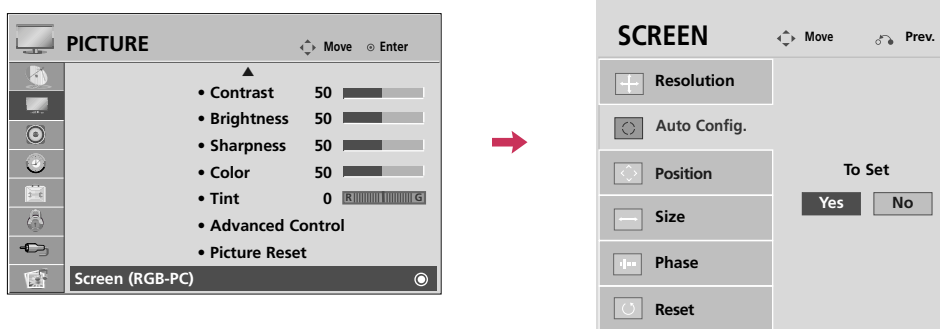 PICTURE Move Enter
• Contrast 50
• Brightness 50
• Sharpness 50
• Color 50
• Tint 0 R G
• Advanced Control
• Picture Reset
Screen (RGB-PC)
SCREEN Move Prev.
Resolution
Auto Config.
Position
Size
Phase
Reset
To Set
Yes No